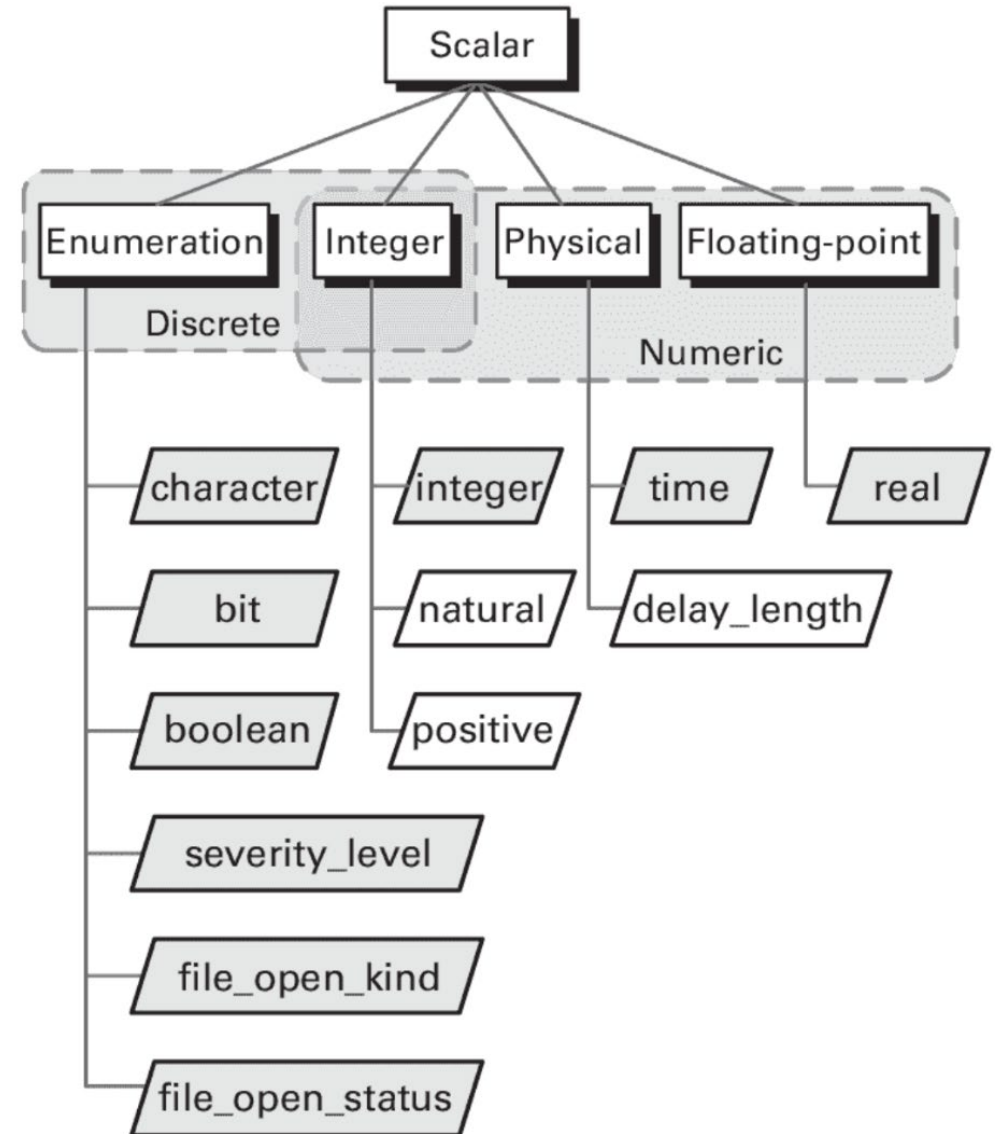 Scalar
Enumeration
Integer
Physical
Floating-point
Discrete
Numeric
character
integer
time
real
bit
natural
delay_length
boolean
positive
severity_level
file_open_kind
file_open_status